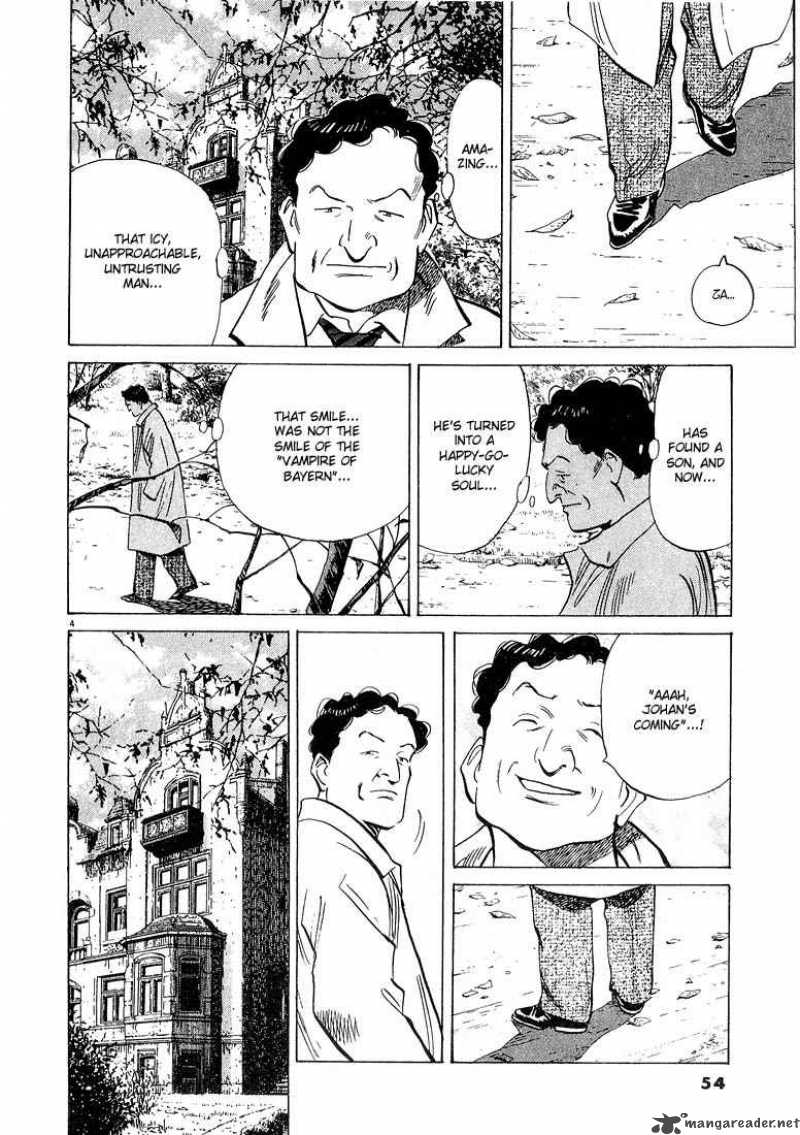 ZA...
AMA-
ZING...
THAT ICY,
UNAPPROACHABLE,
UNTRUSTING
MAN...
HAS
FOUND A
SON, AND
NOW...
HE'S TURNED
INTO A
HAPPY-GO-
LUCKY
SOUL...
THAT SMILE...
WAS NOT THE
SMILE OF THE
"VAMPIRE OF
BAYERN"...
4
"AAAH,
JOHAN'S
COMING"...!
54
mangareader.net